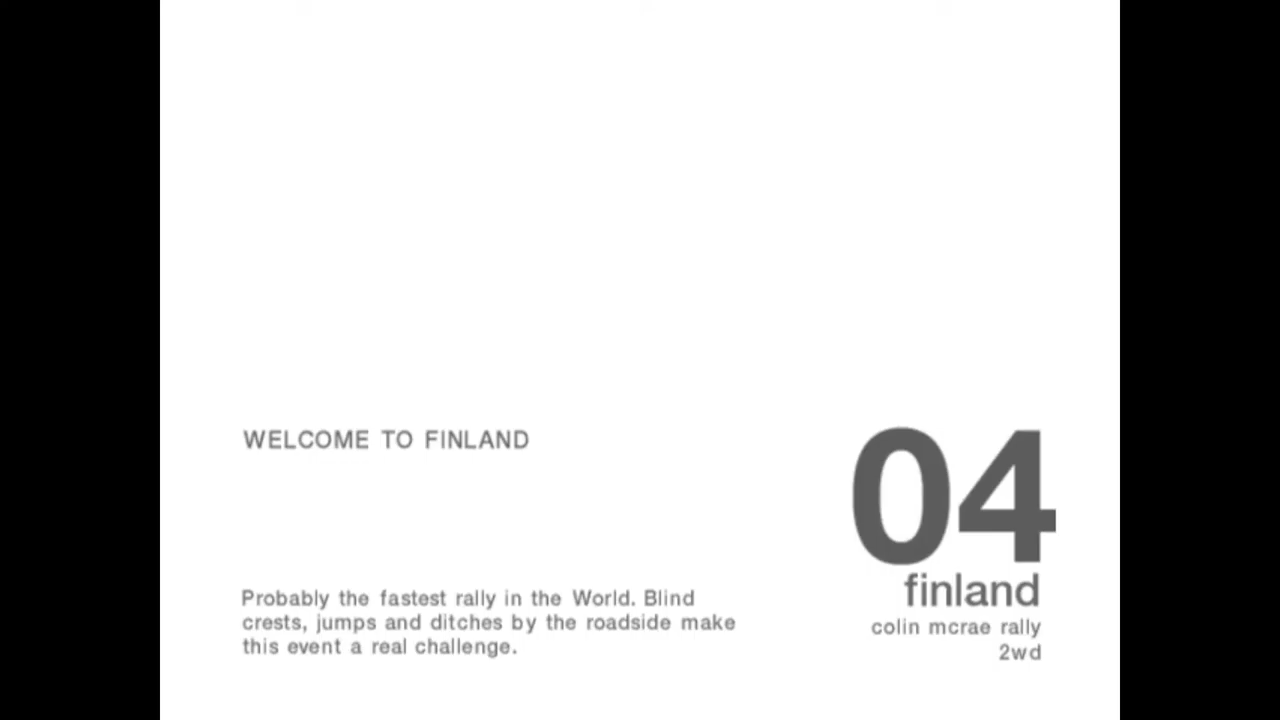 WELCOME TO FINLAND
Probably the fastest rally in the World. Blind
crests, jumps and ditches by the roadside make
this event a real challenge.
04
finland
colin mcrae rally
2wd